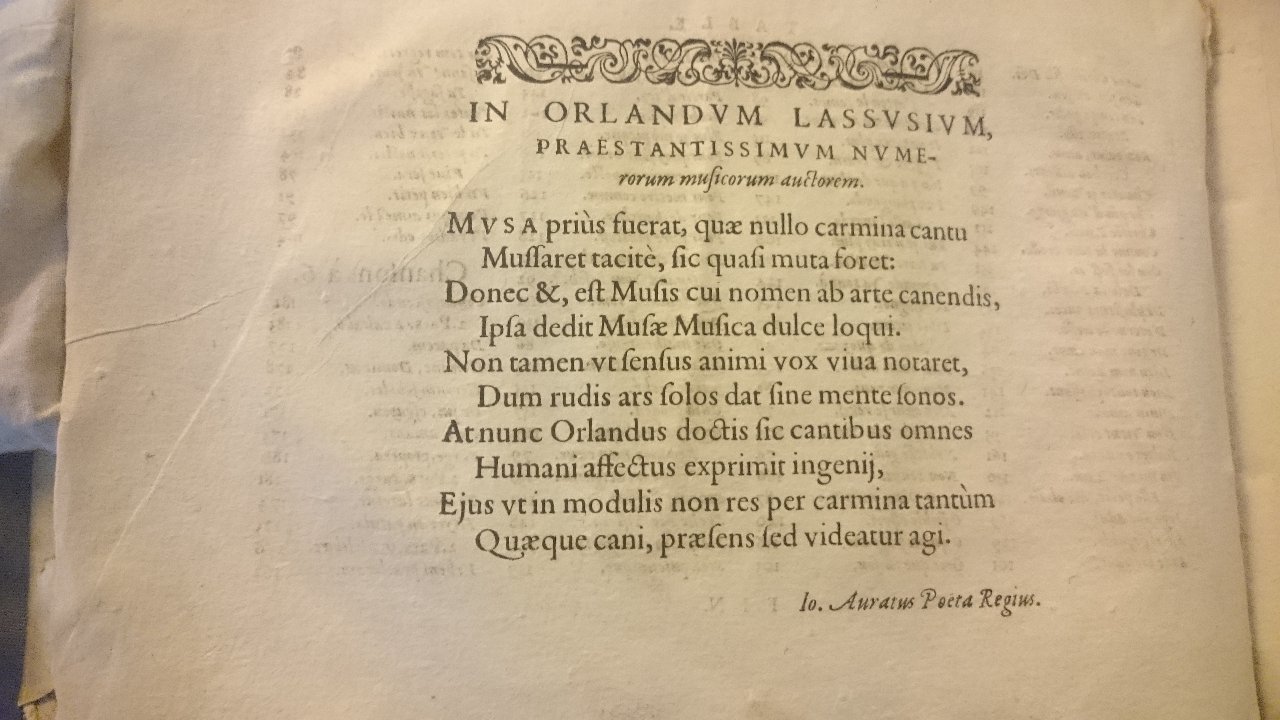 IN ORLANDVM LASSVSIVM,
PRAESTANTISSIMVM NVME-
rorum muſicorum auctorem.
MVSA priùs fuerat, quæ nullo carmina cantu
Muſſaret tacitè, ſic quaſi muta foret:
Donec &, eſt Muſis cui nomen ab arte canendis,
Ipſa dedit Muſæ Muſica dulce loqui.
Non tamen vt ſenſus animi vox viua notaret,
Dum rudis ars ſolos dat ſine mente ſonos.
At nunc Orlandus doctis ſic cantibus omnes
Humani affectus exprimit ingenij,
Ejus vt in modulis non res per carmina tantùm
Quæque cani, præſens ſed videatur agi.
Io. Auratus Poeta Regius.